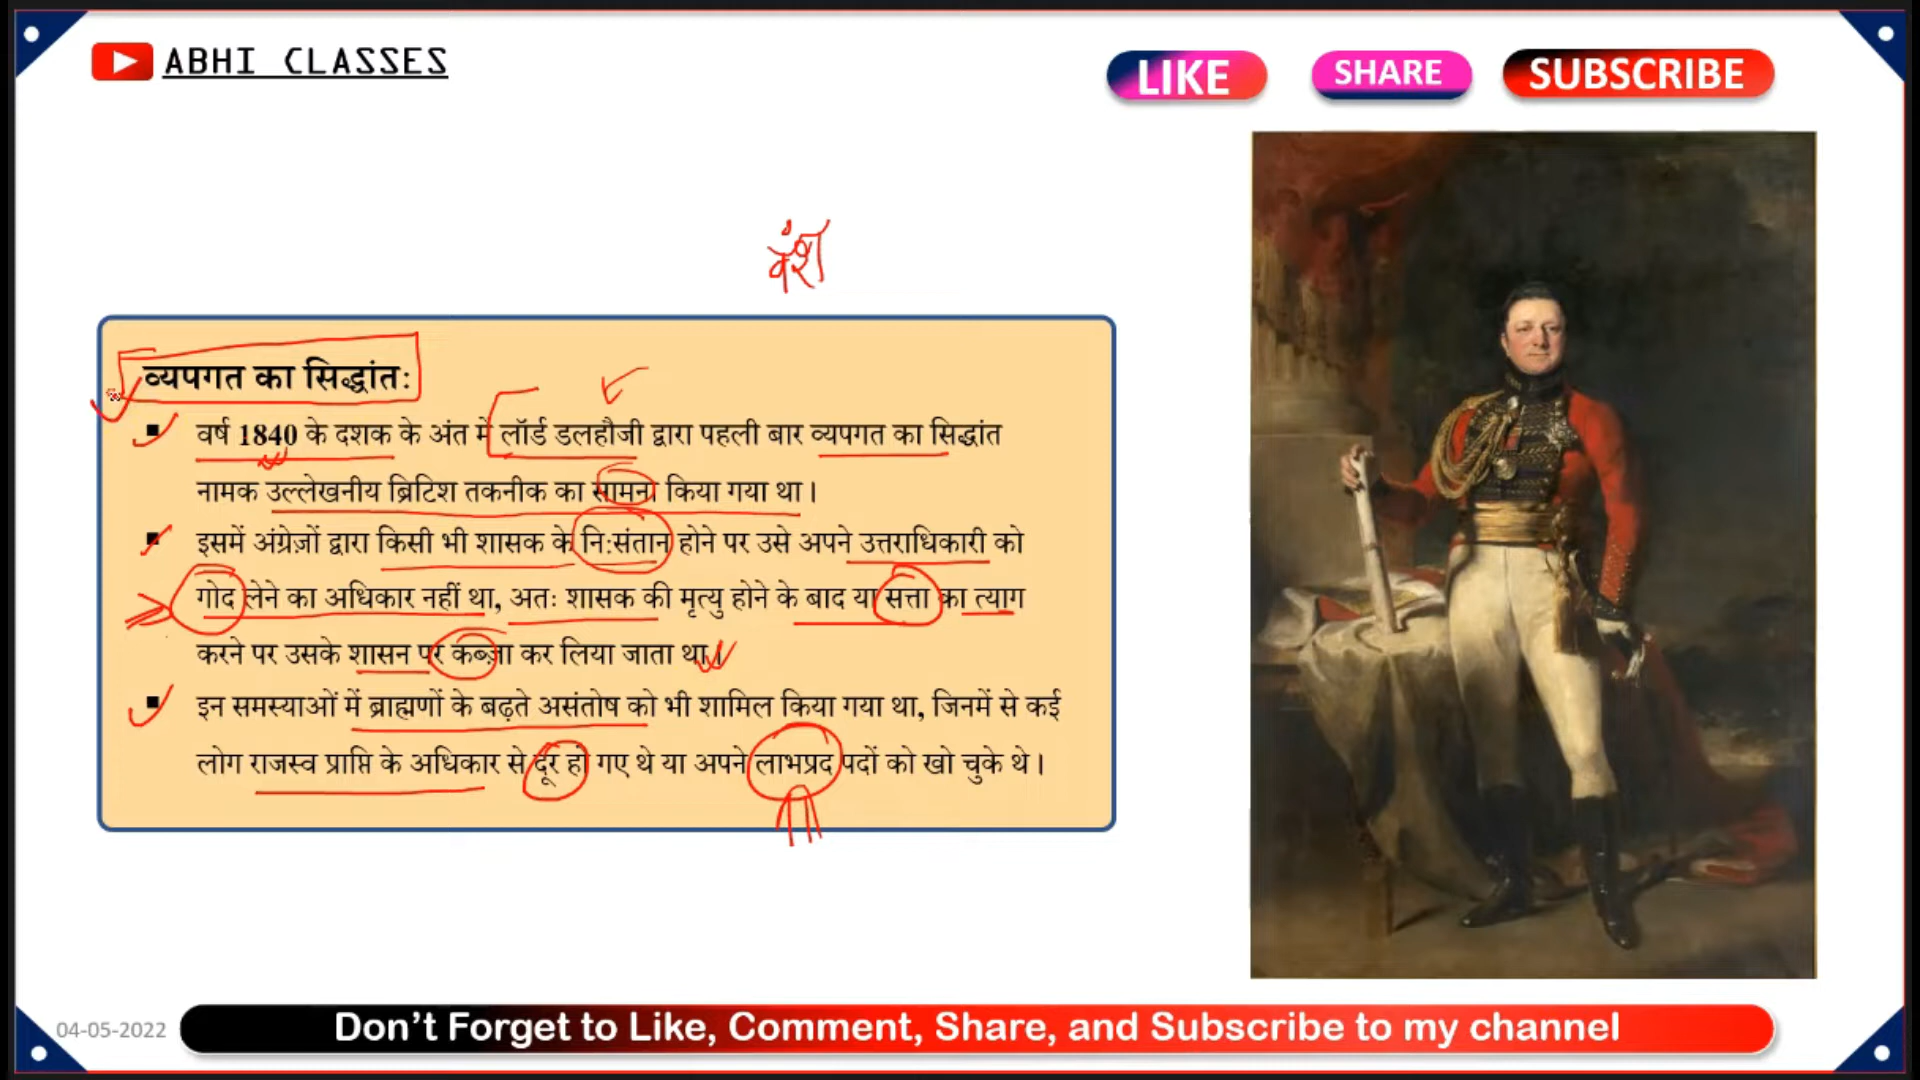 ABHI CLASSES
LIKE
SHARE
SUBSCRIBE
वंश
व्यपगत का सिद्धांत:
वर्ष 1840 के दशक के अंत में लॉर्ड डलहौजी द्वारा पहली बार व्यपगत का सिद्धांत
नामक उल्लेखनीय ब्रिटिश तकनीक का सामना किया गया था।
इसमें अंग्रेज़ों द्वारा किसी भी शासक के नि:संतान होने पर उसे अपने उत्तराधिकारी को
गोद लेने का अधिकार नहीं था, अतः शासक की मृत्यु होने के बाद या सत्ता का त्याग
करने पर उसके शासन पर कब्ज़ा कर लिया जाता था।
इन समस्याओं में ब्राह्मणों के बढ़ते असंतोष को भी शामिल किया गया था, जिनमें से कई
लोग राजस्व प्राप्ति के अधिकार से दूर हो गए थे या अपने लाभप्रद पदों को खो चुके थे।
04-05-2022
Don't Forget to Like, Comment, Share, and Subscribe to my channel